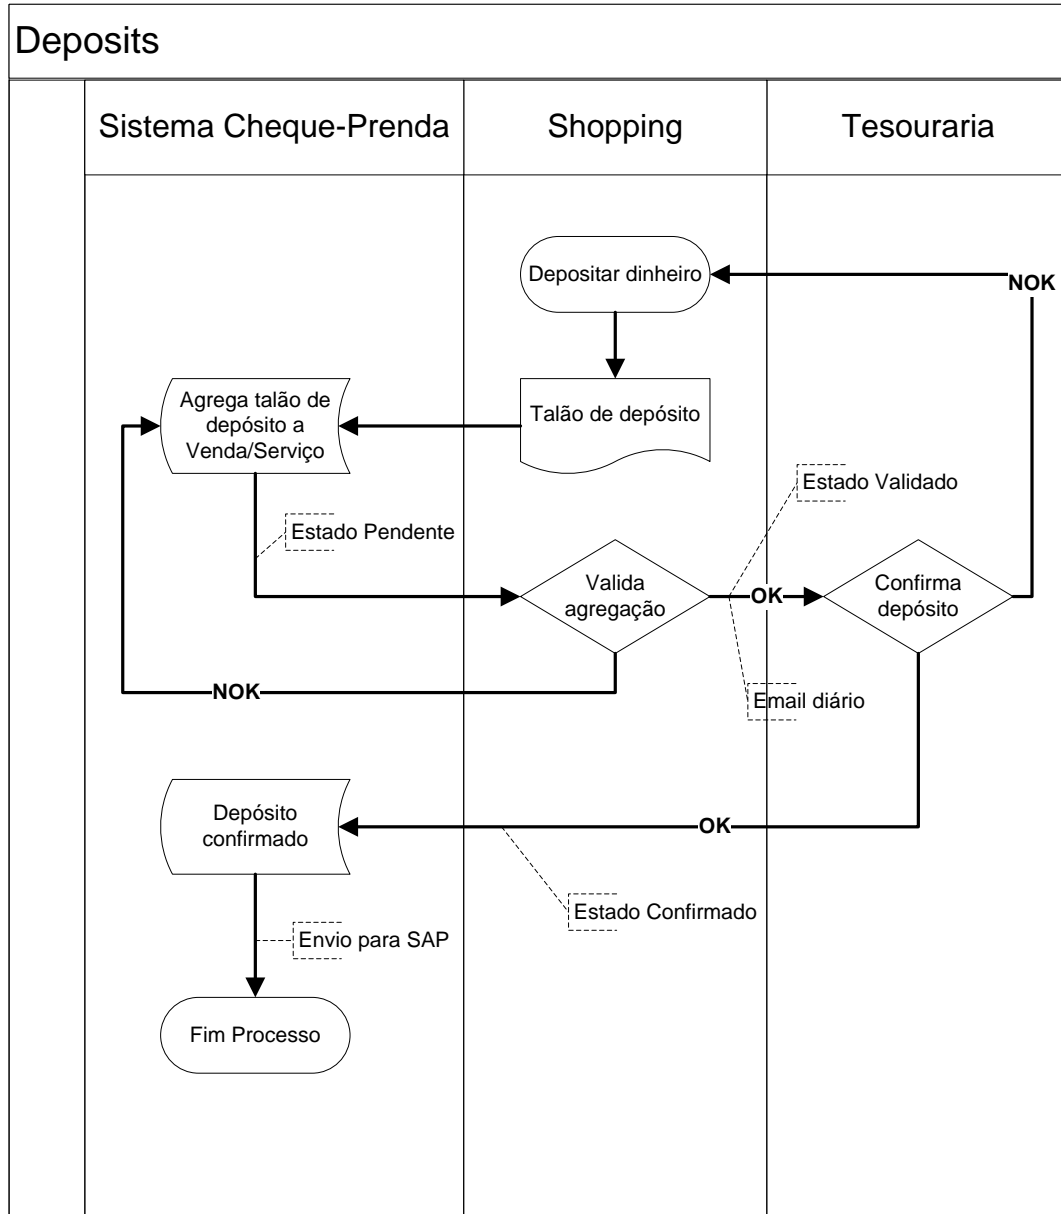 Deposits
Sistema Cheque-Prenda
Shopping
Tesouraria
Depositar dinheiro
NOK
Agrega talão de
depósito a
Venda/Serviço
Talão de depósito
Estado Validado
Estado Pendente
Valida
agregação
OK
Confirma
depósito
NOK
Email diário
Depósito
confirmado
OK
Estado Confirmado
Envio para SAP
Fim Processo